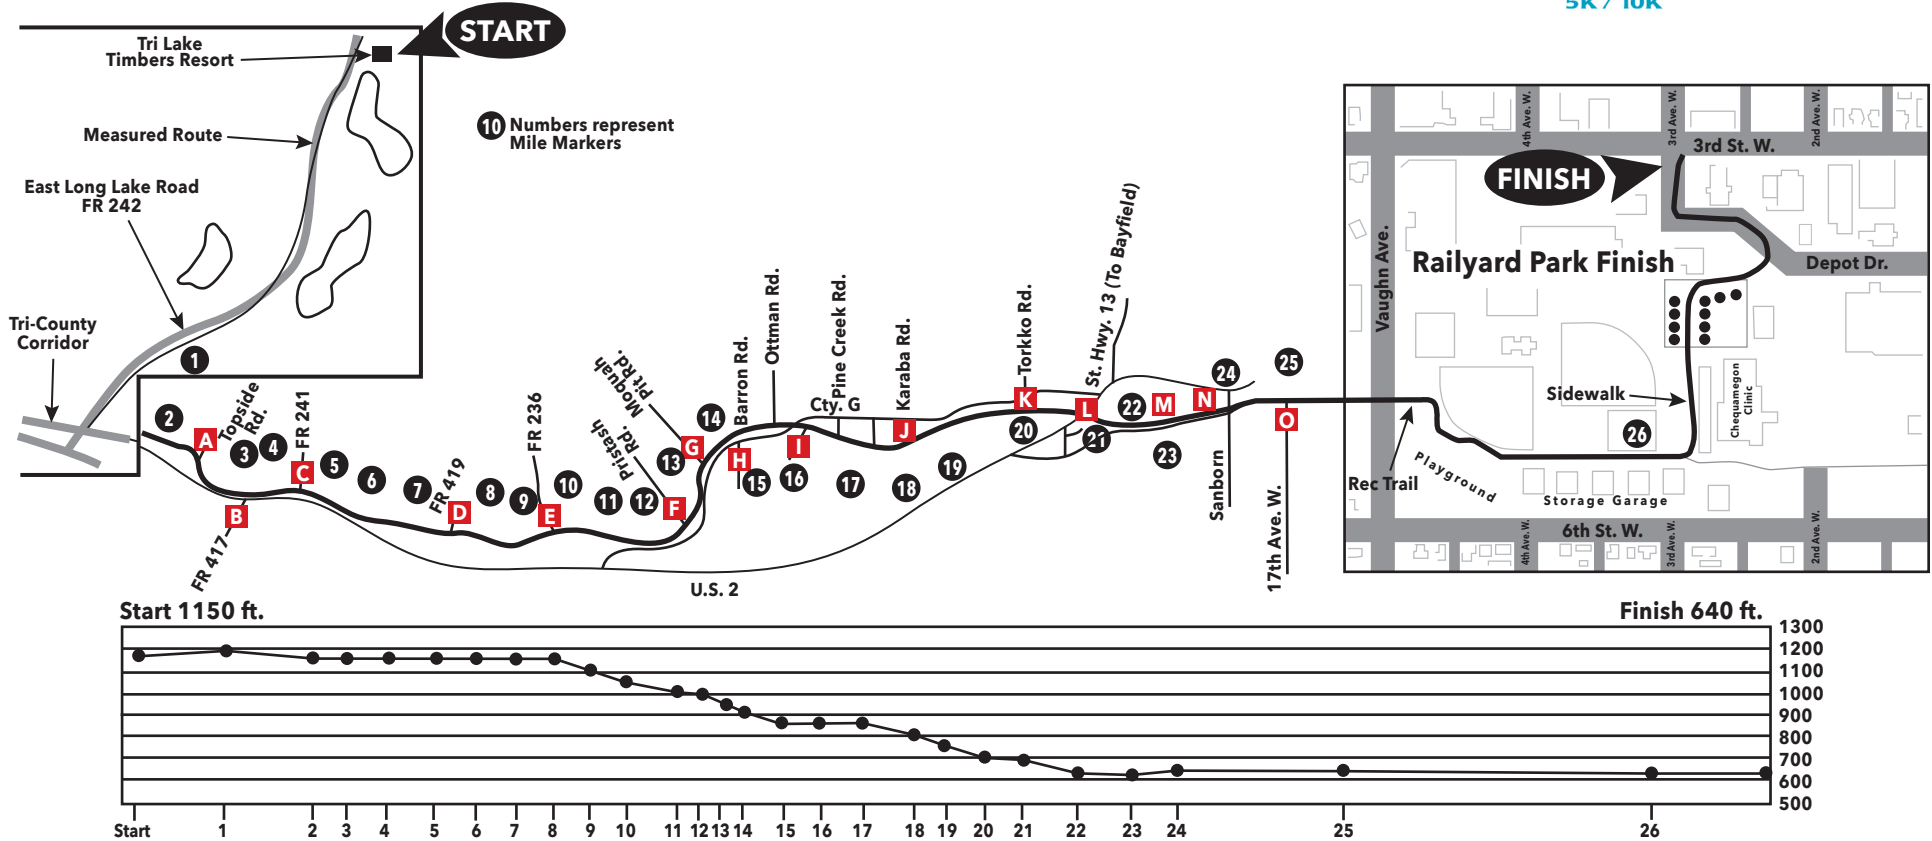 5K / 10K
START
Tri Lake
Timbers Resort
Measured Route
East Long Lake Road
FR 242
Tri-County
Corridor
10 Numbers represent
Mile Markers
1
2
A
Topside
Rd.
3
4
FR 241
C
5
6
7
FR 419
D
8
9
FR 236
E
10
11
12
Pristash
Rd.
F
13
Moquah
Pit Rd.
G
14
Barron Rd.
H
15
Ottman Rd.
I
16
Cty. G
Pine Creek Rd.
17
Karaba Rd.
J
18
19
Torkko Rd.
K
20
St. Hwy. 13 (To Bayfield)
L
21
22
M
23
N
24
Sanborn
25
O
17th Ave. W.
B
FR 417
U.S. 2
4th Ave. W.
3rd Ave. W.
2nd Ave. W.
3rd St. W.
FINISH
Vaughn Ave.
Railyard Park Finish
Depot Dr.
Sidewalk
Chequamegon
Clinic
26
Rec Trail
Playground
Storage Garage
6th St. W.
4th Ave. W.
3rd Ave. W.
2nd Ave. W.
Start 1150 ft.
Finish 640 ft.
1300
1200
1100
1000
900
800
700
600
500
Start 1 2 3 4 5 6 7 8 9 10 11 12 13 14 15 16 17 18 19 20 21 22 23 24 25 26